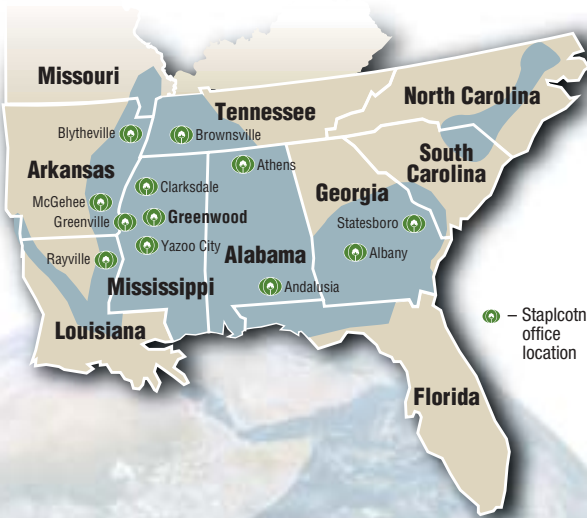 Missouri
Tennessee
North Carolina
Blytheville
Brownsville
Arkansas
Athens
South
Carolina
Clarksdale
Georgia
McGehee
Greenwood
Greenville
Statesboro
Yazoo City
Alabama
Albany
Rayville
Mississippi
Andalusia
Louisiana
– Staplcotn
office
location
Florida